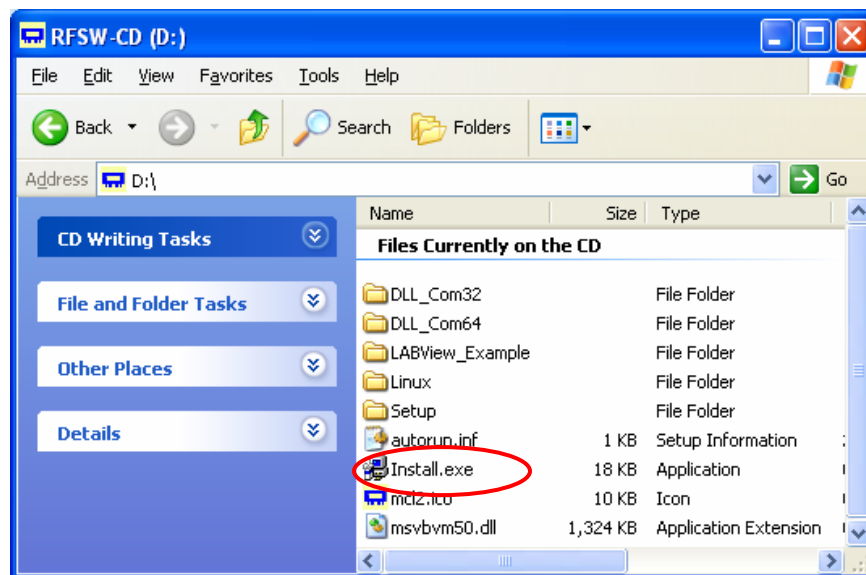 RFSW-CD (D:)
File Edit View Favorites Tools Help
Back Search Folders
Address D:\ Go
Name Size Type
CD Writing Tasks
Files Currently on the CD
DLL_Com32 File Folder
File and Folder Tasks
DLL_Com64 File Folder
LABView_Example File Folder
Other Places
Linux File Folder
Setup File Folder
Details
autorun.inf 1 KB Setup Information
Install.exe 18 KB Application
mcl2.ico 10 KB Icon
msvbvm50.dll 1,324 KB Application Extension